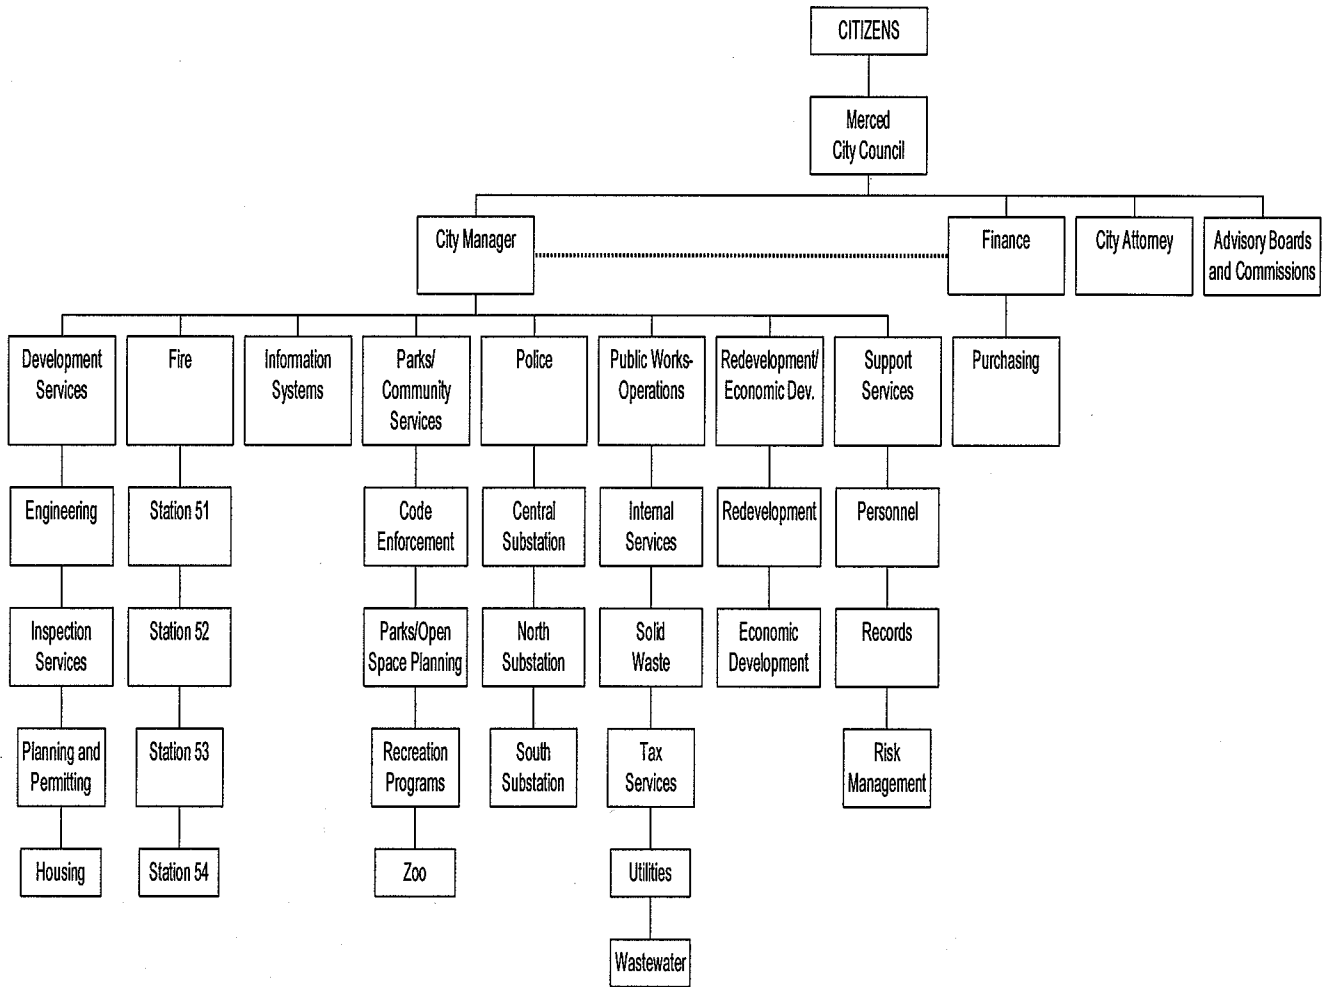 CITIZENS
Merced
City Council
City Manager
Finance
City Attorney
Advisory Boards
and Commissions
Development
Services
Fire
Information
Systems
Parks/
Community
Services
Police
Public Works-
Operations
Redevelopment/
Economic Dev.
Support
Services
Purchasing
Engineering
Station 51
Code
Enforcement
Central
Substation
Internal
Services
Redevelopment
Personnel
Inspection
Services
Station 52
Parks/Open
Space Planning
North
Substation
Solid
Waste
Economic
Development
Records
Planning and
Permitting
Station 53
Recreation
Programs
South
Substation
Tax
Services
Risk
Management
Housing
Station 54
Zoo
Utilities
Wastewater